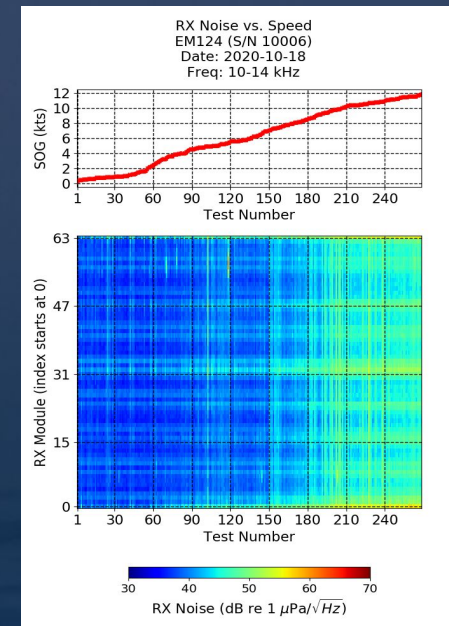 RX Noise vs. Speed
EM124 (S/N 10006)
Date: 2020-10-18
Freq: 10-14 kHz
SOG (kts)
12
10
8
6
4
2
0
1 30 60 90 120 150 180 210 240
Test Number
RX Module (index starts at 0)
63
47
31
15
0
1 30 60 90 120 150 180 210 240
Test Number
30 40 50 60 70
RX Noise (dB re 1 μPa/√Hz)